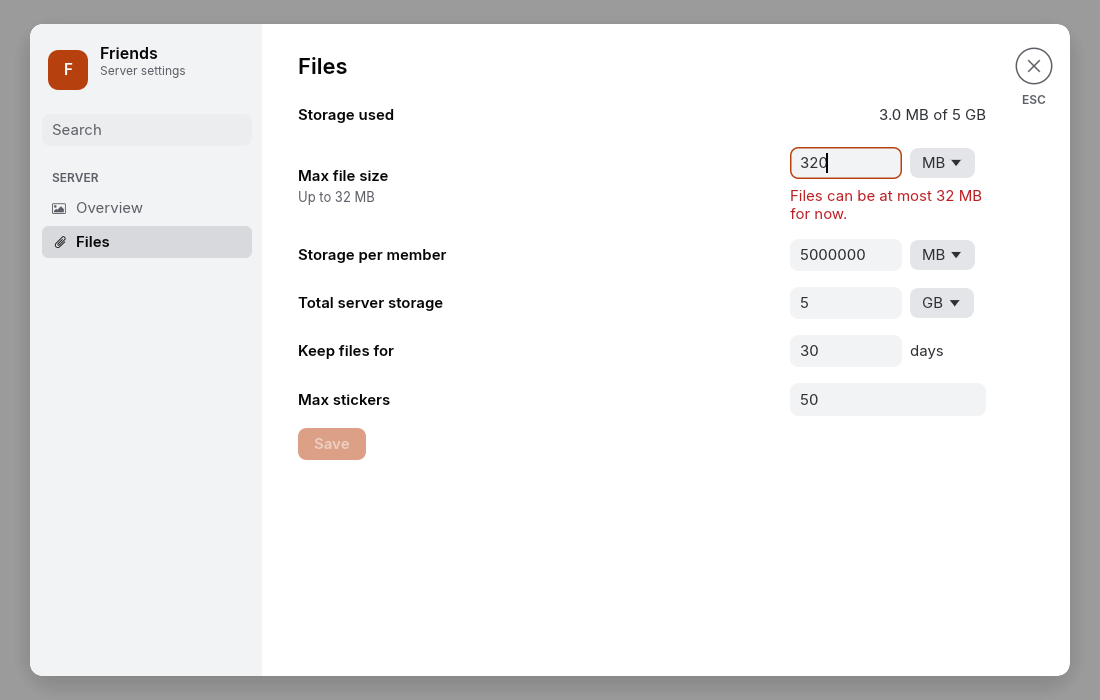 F
Friends
Server settings
Search
SERVER
Overview
Files
Files
ESC
Storage used
3.0 MB of 5 GB
Max file size
Up to 32 MB
320
MB
Files can be at most 32 MB
for now.
Storage per member
5000000
MB
Total server storage
5
GB
Keep files for
30
days
Max stickers
50
Save